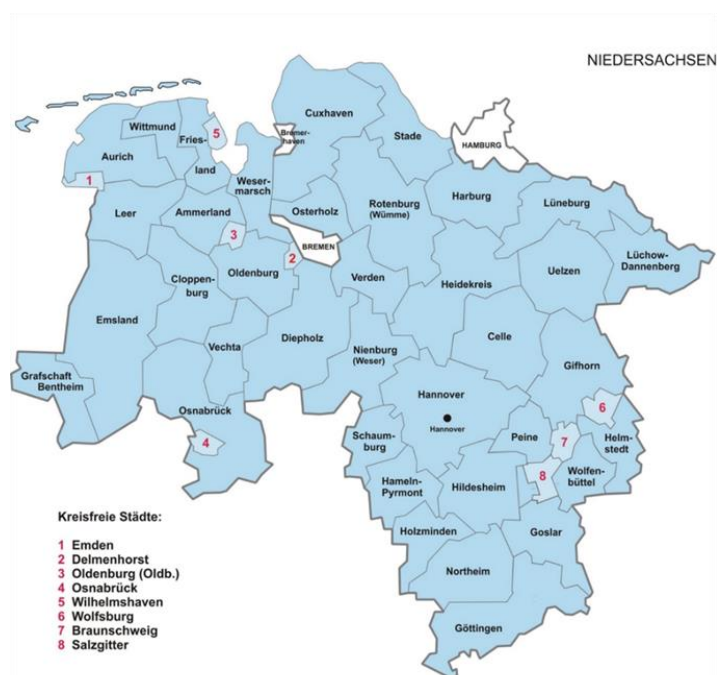 NIEDERSACHSEN
Cuxhaven
Wittmund
5
Bremer-
haven
Stade
HAMBURG
Fries-
Aurich
land
Weser-
marsch
1
Rotenburg
(Wümme)
Harburg
Lüneburg
Leer
Ammerland
Osterholz
3
BREMEN
2
Oldenburg
Verden
Uelzen
Lüchow-
Dannenberg
Cloppen-
burg
Heidekreis
Emsland
Diepholz
Celle
Vechta
Nienburg
(Weser)
Gifhorn
Grafschaft
Bentheim
Hannover
Osnabrück
6
Hannover
4
Schaum-
burg
Peine
7
Helm-
stedt
8
Wolfen-
büttel
Hameln-
Pyrmont
Hildesheim
Holzminden
Goslar
Northeim
Göttingen
Kreisfreie Städte:
1 Emden
2 Delmenhorst
3 Oldenburg (Oldb.)
4 Osnabrück
5 Wilhelmshaven
6 Wolfsburg
7 Braunschweig
8 Salzgitter